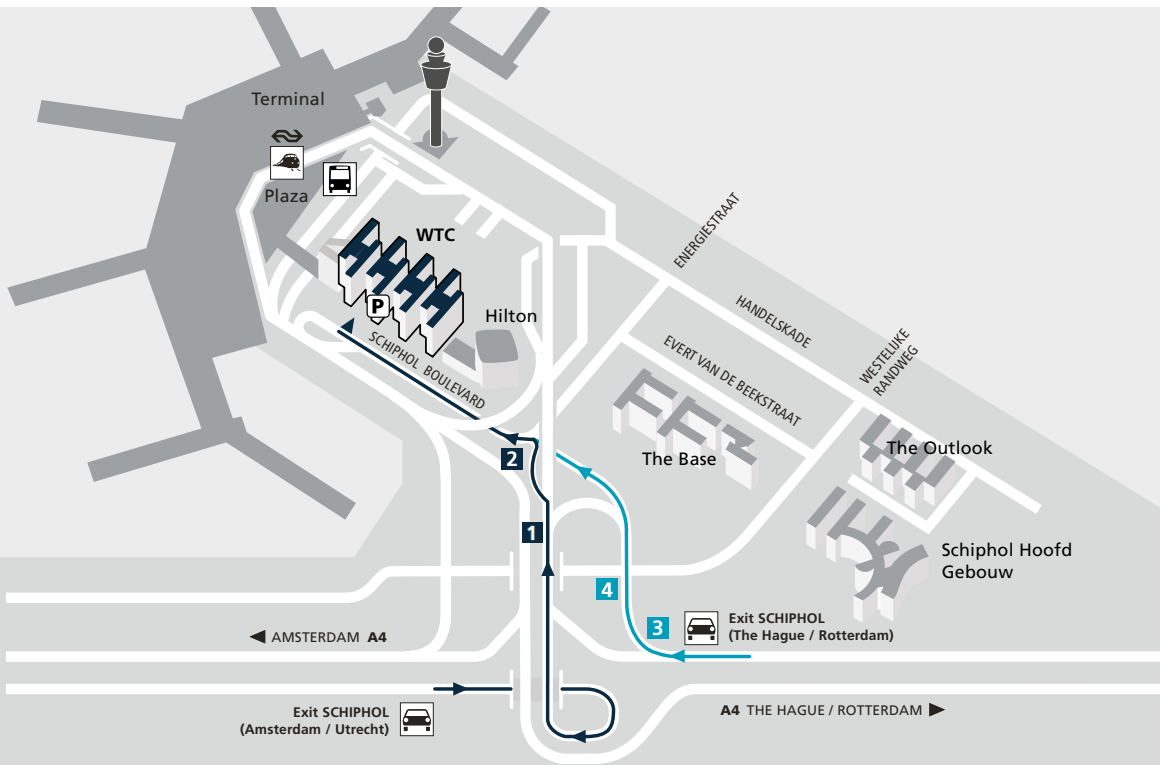 Terminal
Plaza
WTC
P
Hilton
SCHIPHOL BOULEVARD
ENERGIESTRAAT
HANDELSKADE
EVERT VAN DE BEEKSTRAAT
WESTELIJKE
RANDWEG
The Base
The Outlook
Schiphol Hoofd
Gebouw
2
1
4
3
Exit SCHIPHOL
(The Hague / Rotterdam)
AMSTERDAM A4
Exit SCHIPHOL
(Amsterdam / Utrecht)
A4 THE HAGUE / ROTTERDAM